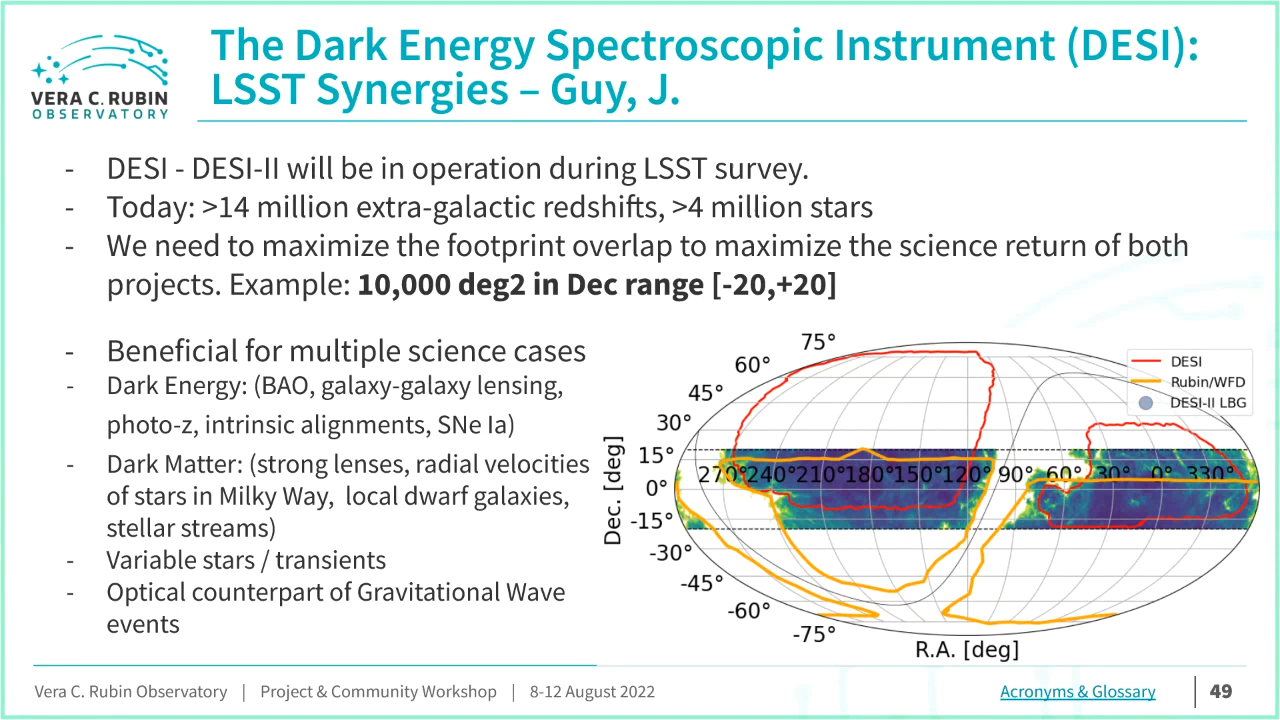 The Dark Energy Spectroscopic Instrument (DESI):
LSST Synergies – Guy, J.
VERA C. RUBIN
OBSERVATORY
- DESI - DESI-II will be in operation during LSST survey.
- Today: >14 million extra-galactic redshifts, >4 million stars
- We need to maximize the footprint overlap to maximize the science return of both
projects. Example: 10,000 deg2 in Dec range [-20,+20]
- Beneficial for multiple science cases
- Dark Energy: (BAO, galaxy-galaxy lensing,
photo-z, intrinsic alignments, SNe Ia)
- Dark Matter: (strong lenses, radial velocities
of stars in Milky Way, local dwarf galaxies,
stellar streams)
- Variable stars / transients
- Optical counterpart of Gravitational Wave
events
75°
60°
45°
30°
15°
0°
-15°
-30°
-45°
-60°
-75°
Dec. [deg]
270° 240° 210° 180° 150° 120° 90° 60° 30° 0° 330°
R.A. [deg]
DESI
Rubin/WFD
DESI-II LBG
Vera C. Rubin Observatory | Project & Community Workshop | 8-12 August 2022
Acronyms & Glossary
49